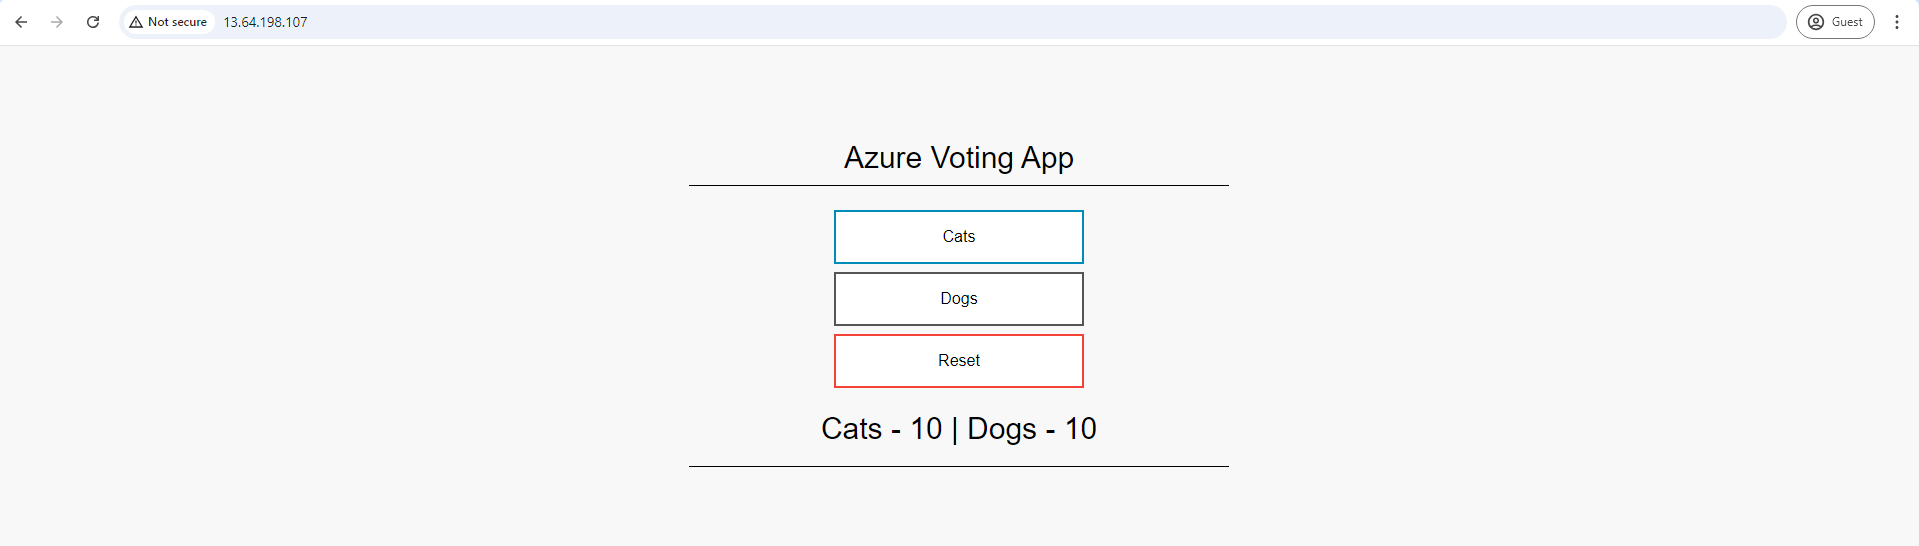 Not secure 13.64.198.107 Guest
Azure Voting App
Cats
Dogs
Reset
Cats - 10 | Dogs - 10